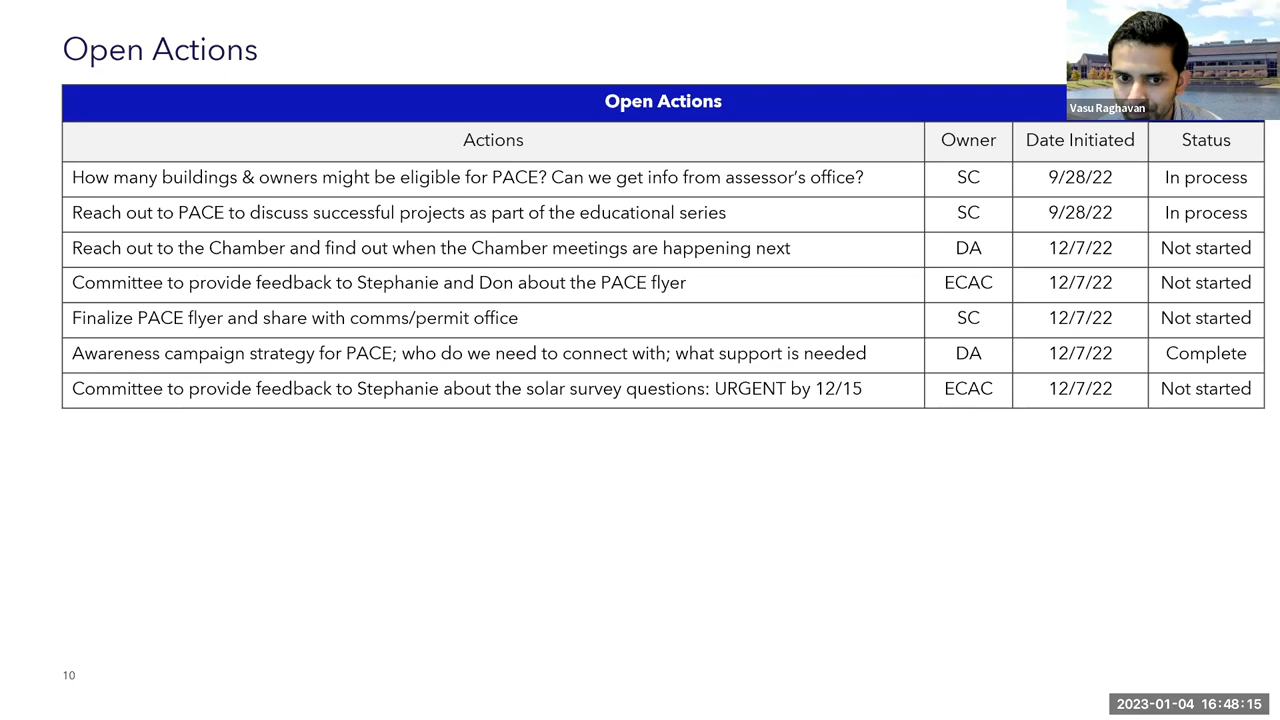 Open Actions
Vasu Raghavan
Open Actions
Actions Owner Date Initiated Status
How many buildings & owners might be eligible for PACE? Can we get info from assessor’s office? SC 9/28/22 In process
Reach out to PACE to discuss successful projects as part of the educational series SC 9/28/22 In process
Reach out to the Chamber and find out when the Chamber meetings are happening next DA 12/7/22 Not started
Committee to provide feedback to Stephanie and Don about the PACE flyer ECAC 12/7/22 Not started
Finalize PACE flyer and share with comms/permit office SC 12/7/22 Not started
Awareness campaign strategy for PACE; who do we need to connect with; what support is needed DA 12/7/22 Complete
Committee to provide feedback to Stephanie about the solar survey questions: URGENT by 12/15 ECAC 12/7/22 Not started
10
2023-01-04 16:48:15